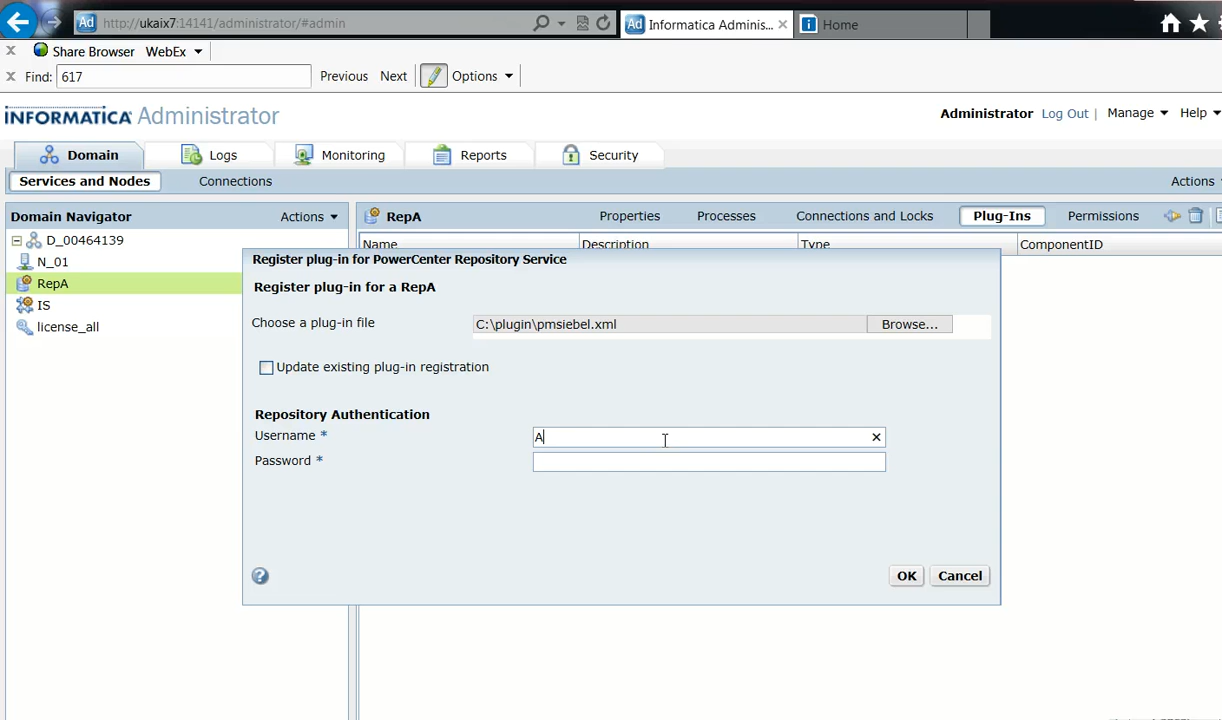 Ad http://ukaix7:14141/administrator/#admin
Ad Informatica Adminis... ×
Home
x Share Browser WebEx
x Find: 617 Previous Next Options
INFORMATICA Administrator
Administrator Log Out | Manage Help
Domain Logs Monitoring Reports Security
Services and Nodes Connections Actions
Domain Navigator Actions
RepA Properties Processes Connections and Locks Plug-Ins Permissions
D_00464139
N_01
RepA
IS
license_all
Name Description Type ComponentID
Register plug-in for PowerCenter Repository Service
Register plug-in for a RepA
Choose a plug-in file C:\plugin\pmsiebel.xml Browse...
Update existing plug-in registration
Repository Authentication
Username * A ×
Password *
? OK Cancel